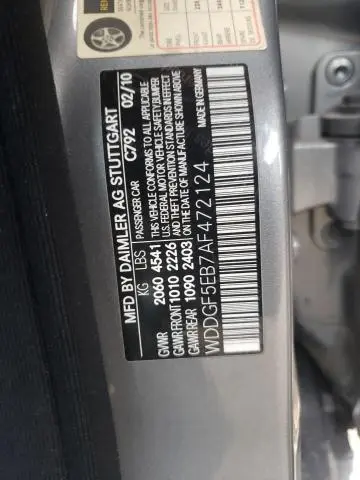 MFD BY DAIMLER AG STUTTGART
PASSENGER CAR C792 02/10
KG LBS THIS VEHICLE CONFORMS TO ALL APPLICABLE
GVWR 2060 4541 U.S. FEDERAL MOTOR VEHICLE SAFETY,BUMPER
GAWR FRONT 1010 2226 AND THEFT PREVENTION STANDARDS IN EFFECT
GAWR REAR 1090 2403 ON THE DATE OF MANUFACTURE SHOWN ABOVE
WDDGF5EB7AF472124 MADE IN GERMANY